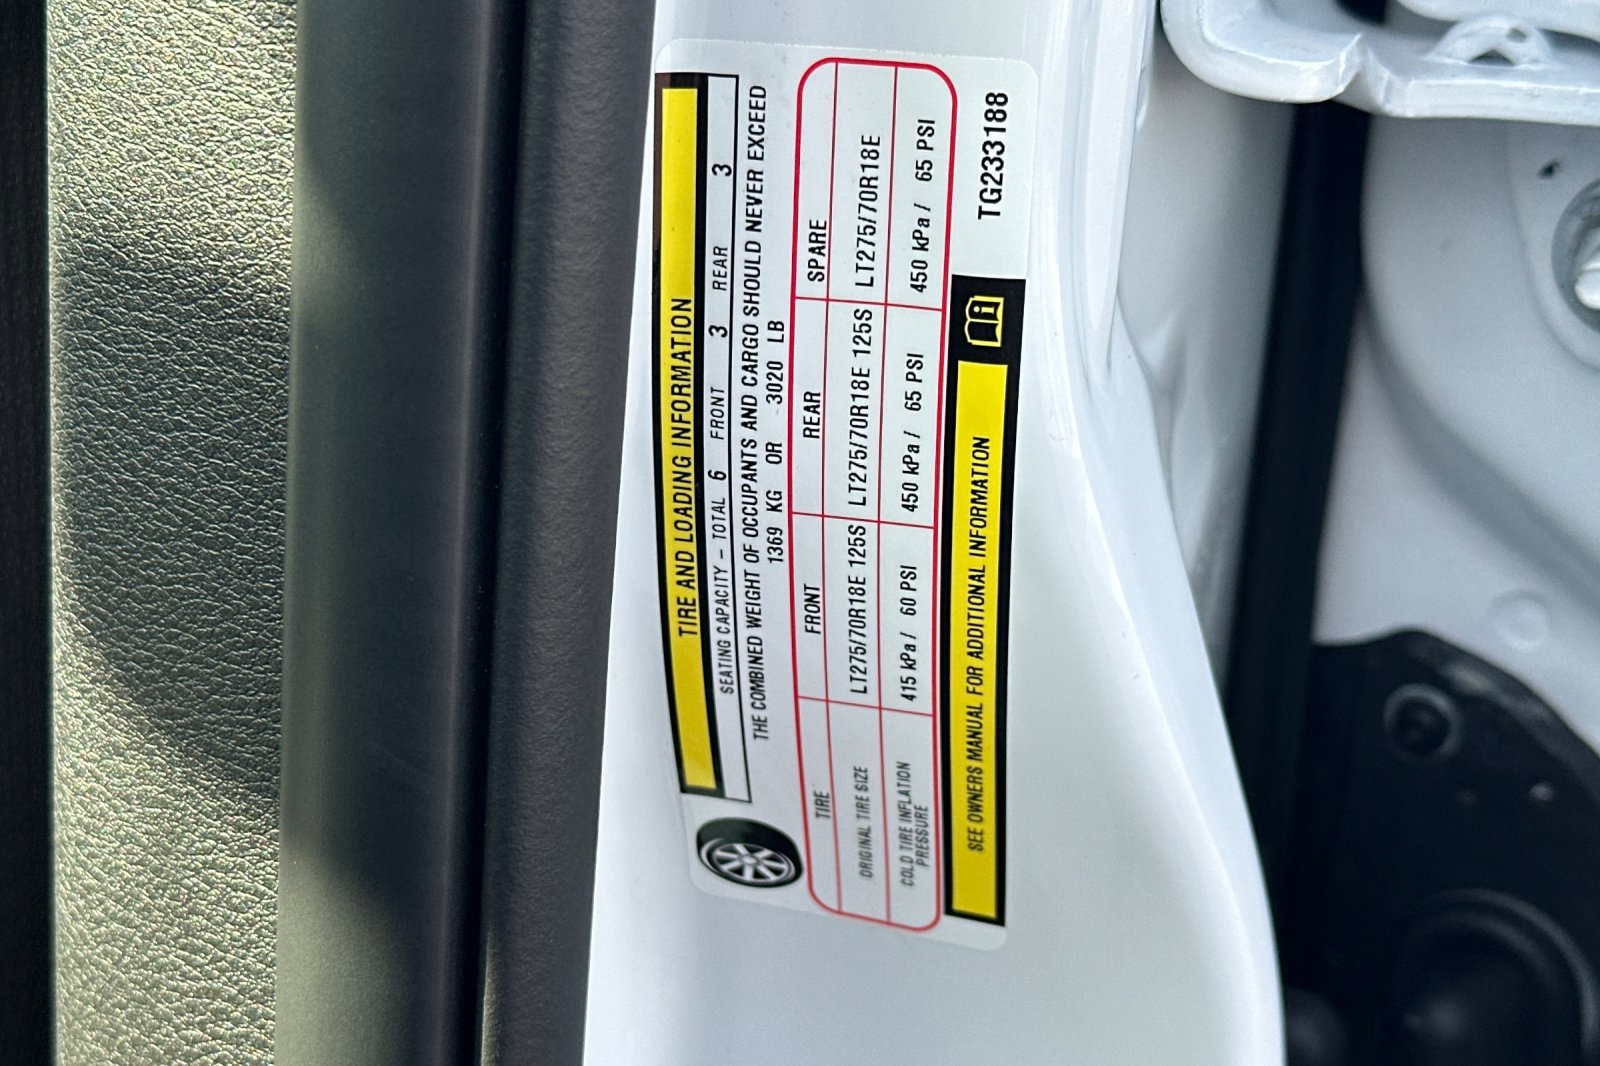 TIRE AND LOADING INFORMATION
SEATING CAPACITY – TOTAL 6 FRONT 3 REAR 3
THE COMBINED WEIGHT OF OCCUPANTS AND CARGO SHOULD NEVER EXCEED
1369 KG OR 3020 LB
TIRE FRONT REAR SPARE
ORIGINAL TIRE SIZE LT275/70R18E 125S LT275/70R18E 125S LT275/70R18E
COLD TIRE INFLATION
PRESSURE 415 kPa / 60 PSI 450 kPa / 65 PSI 450 kPa / 65 PSI
SEE OWNERS MANUAL FOR ADDITIONAL INFORMATION
TG233188